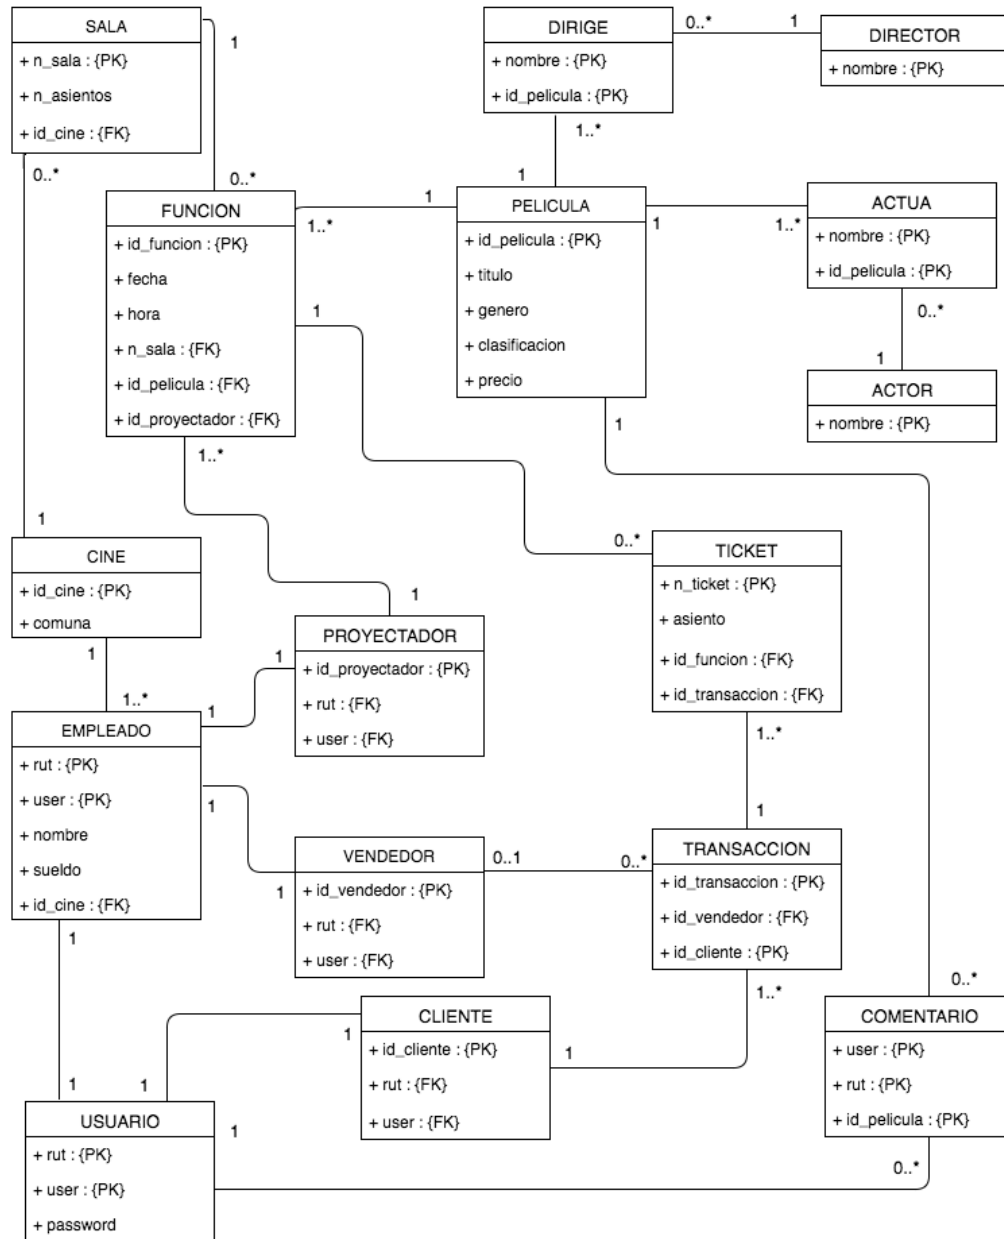 SALA
+ n_sala : {PK}
+ n_asientos
+ id_cine : {FK}
1
0..*
0..*
DIRIGE
+ nombre : {PK}
+ id_pelicula : {PK}
0..*
1
1..*
DIRECTOR
+ nombre : {PK}
FUNCION
+ id_funcion : {PK}
+ fecha
+ hora
+ n_sala : {FK}
+ id_pelicula : {FK}
+ id_proyectador : {FK}
1..*
1
1
1..*
1
PELICULA
+ id_pelicula : {PK}
+ titulo
+ genero
+ clasificacion
+ precio
1
1..*
1
ACTUA
+ nombre : {PK}
+ id_pelicula : {PK}
0..*
1
ACTOR
+ nombre : {PK}
1
CINE
+ id_cine : {PK}
+ comuna
1
1..*
0..*
TICKET
+ n_ticket : {PK}
+ asiento
+ id_funcion : {FK}
+ id_transaccion : {FK}
1..*
1
1
PROYECTADOR
+ id_proyectador : {PK}
+ rut : {FK}
+ user : {FK}
1
1
EMPLEADO
+ rut : {PK}
+ user : {PK}
+ nombre
+ sueldo
+ id_cine : {FK}
1
1
1
VENDEDOR
+ id_vendedor : {PK}
+ rut : {FK}
+ user : {FK}
0..1
0..*
TRANSACCION
+ id_transaccion : {PK}
+ id_vendedor : {FK}
+ id_cliente : {PK}
1..*
CLIENTE
+ id_cliente : {PK}
+ rut : {FK}
+ user : {FK}
1
1
0..*
COMENTARIO
+ user : {PK}
+ rut : {PK}
+ id_pelicula : {PK}
0..*
1
1
1
USUARIO
+ rut : {PK}
+ user : {PK}
+ password